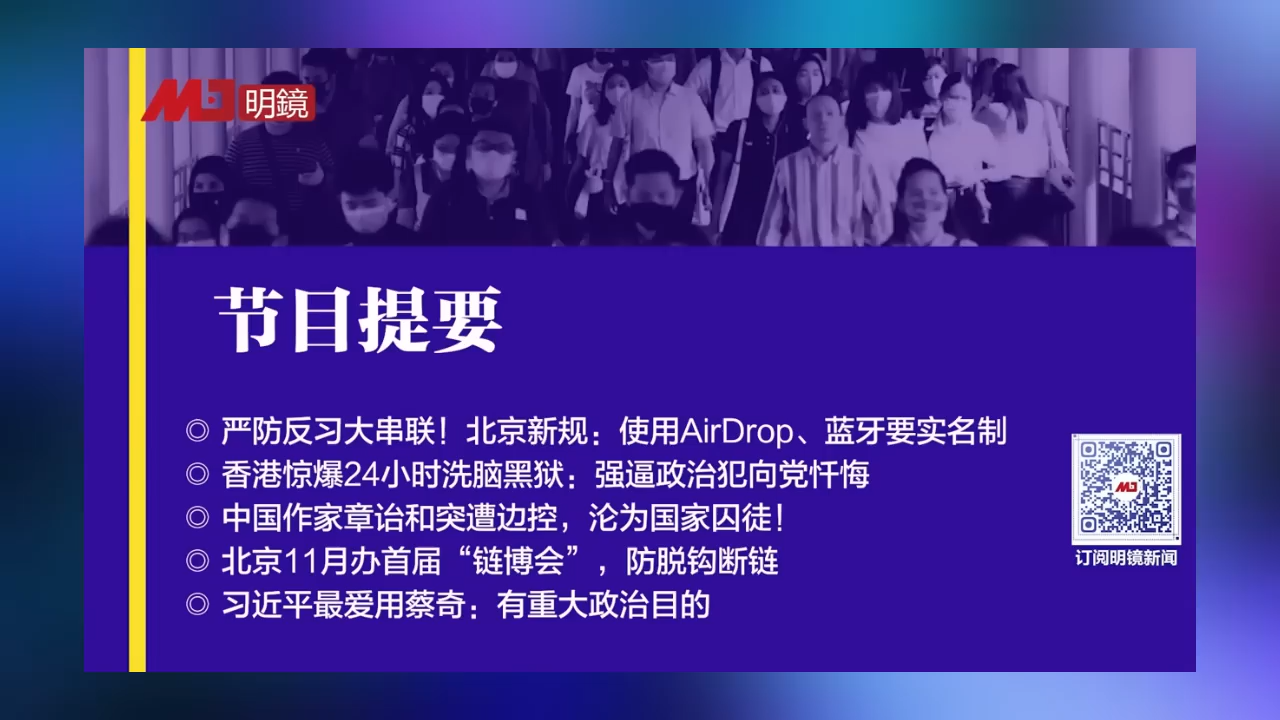 明鏡
节目提要
◎ 严防反习大串联！北京新规：使用AirDrop、蓝牙要实名制
◎ 香港惊爆24小时洗脑黑狱：强逼政治犯向党忏悔
◎ 中国作家章诒和突遭边控，沦为国家囚徒！
◎ 北京11月办首届“链博会”，防脱钩断链
◎ 习近平最爱用蔡奇：有重大政治目的
订阅明镜新闻